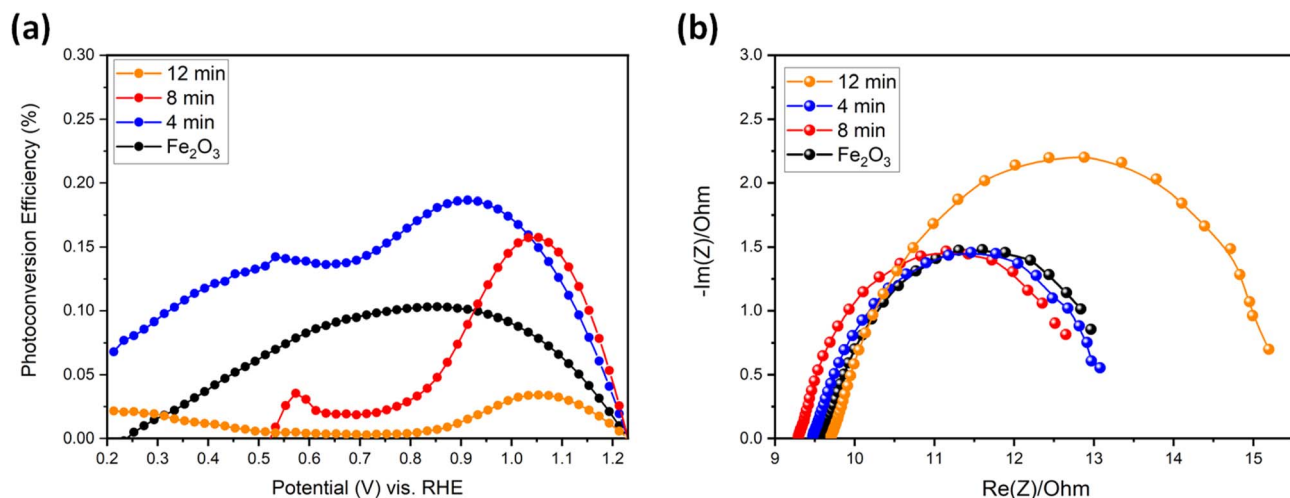 (a)
Photoconversion Efficiency (%)
0.30
0.25
0.20
0.15
0.10
0.05
0.00
12 min
8 min
4 min
Fe₂O₃
0.2 0.3 0.4 0.5 0.6 0.7 0.8 0.9 1.0 1.1 1.2
Potential (V) vis. RHE
(b)
-Im(Z)/Ohm
3.0
2.5
2.0
1.5
1.0
0.5
0.0
12 min
4 min
8 min
Fe₂O₃
9 10 11 12 13 14 15
Re(Z)/Ohm